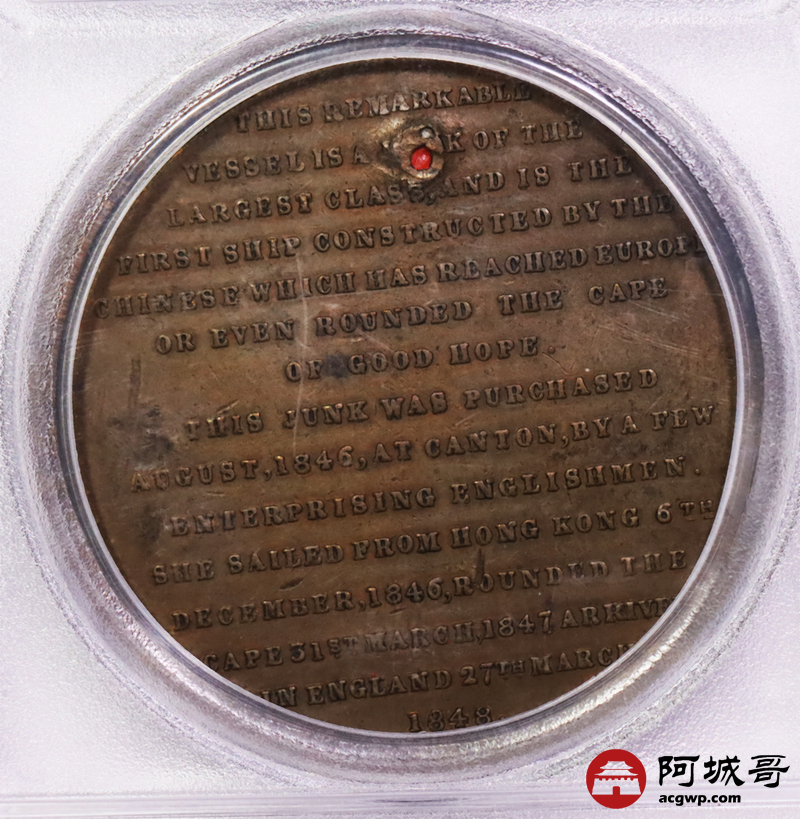 THIS REMARKABLE
VESSEL IS A K OF THE
LARGEST CLASS, AND IS THE
FIRST SHIP CONSTRUCTED BY THE
CHINESE WHICH HAS REACHED EUROPE
OR EVEN ROUNDED THE CAPE
OF GOOD HOPE.
THIS JUNK WAS PURCHASED
AUGUST, 1846, AT CANTON, BY A FEW
ENTERPRISING ENGLISHMEN.
SHE SAILED FROM HONG KONG 6TH
DECEMBER, 1846, ROUNDED THE
CAPE 31ST MARCH, 1847 ARRIVE
IN ENGLAND 27TH MARCH
1848.
阿城哥
acgwp.com